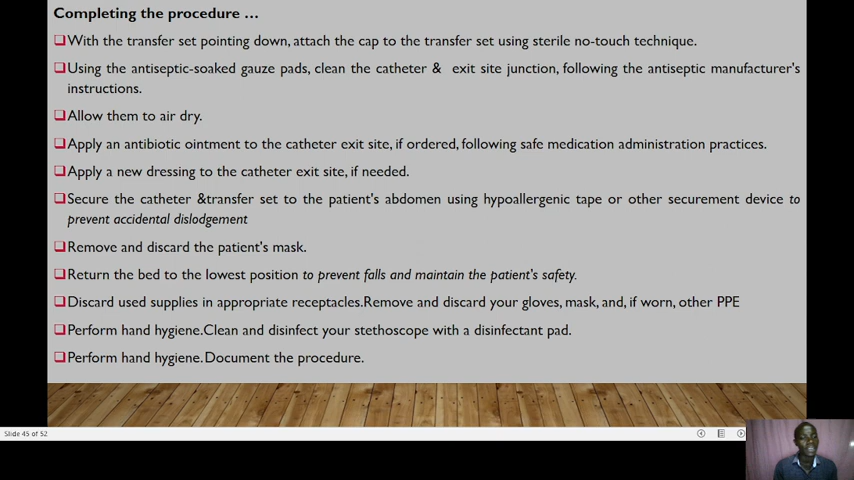 Completing the procedure …
With the transfer set pointing down, attach the cap to the transfer set using sterile no-touch technique.
Using the antiseptic-soaked gauze pads, clean the catheter & exit site junction, following the antiseptic manufacturer's
instructions.
Allow them to air dry.
Apply an antibiotic ointment to the catheter exit site, if ordered, following safe medication administration practices.
Apply a new dressing to the catheter exit site, if needed.
Secure the catheter &transfer set to the patient's abdomen using hypoallergenic tape or other securement device to
prevent accidental dislodgement
Remove and discard the patient's mask.
Return the bed to the lowest position to prevent falls and maintain the patient's safety.
Discard used supplies in appropriate receptacles.Remove and discard your gloves, mask, and, if worn, other PPE
Perform hand hygiene.Clean and disinfect your stethoscope with a disinfectant pad.
Perform hand hygiene.Document the procedure.
Slide 45 of 52